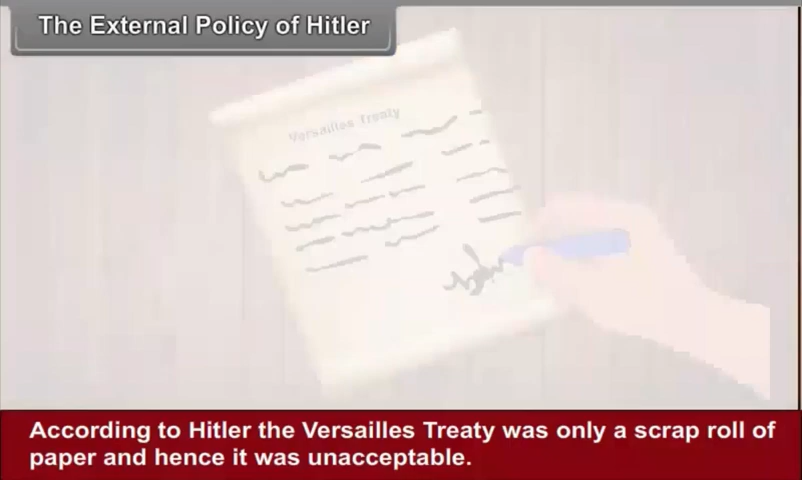 The External Policy of Hitler
Versailles Treaty
According to Hitler the Versailles Treaty was only a scrap roll of
paper and hence it was unacceptable.